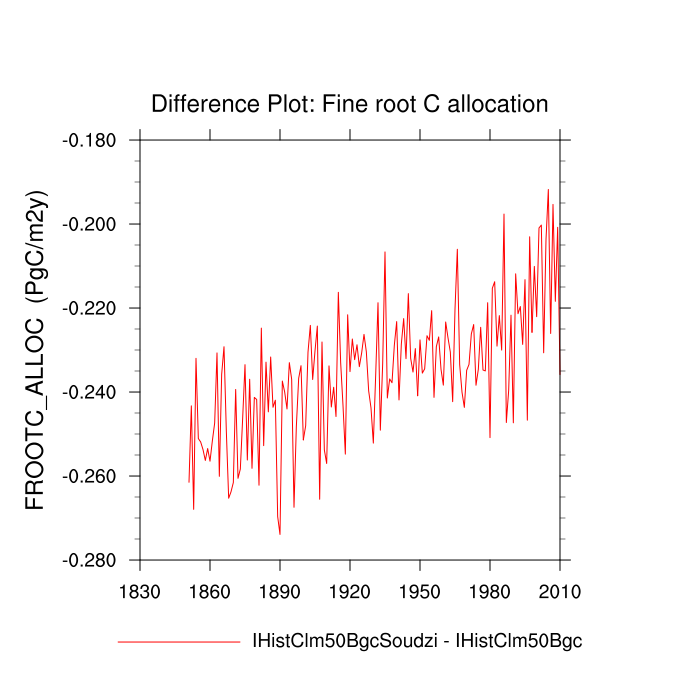 Difference Plot: Fine root C allocation
FROOTC_ALLOC (PgC/m2y)
-0.180
-0.200
-0.220
-0.240
-0.260
-0.280
1830 1860 1890 1920 1950 1980 2010
IHistClm50BgcSoudzi - IHistClm50Bgc